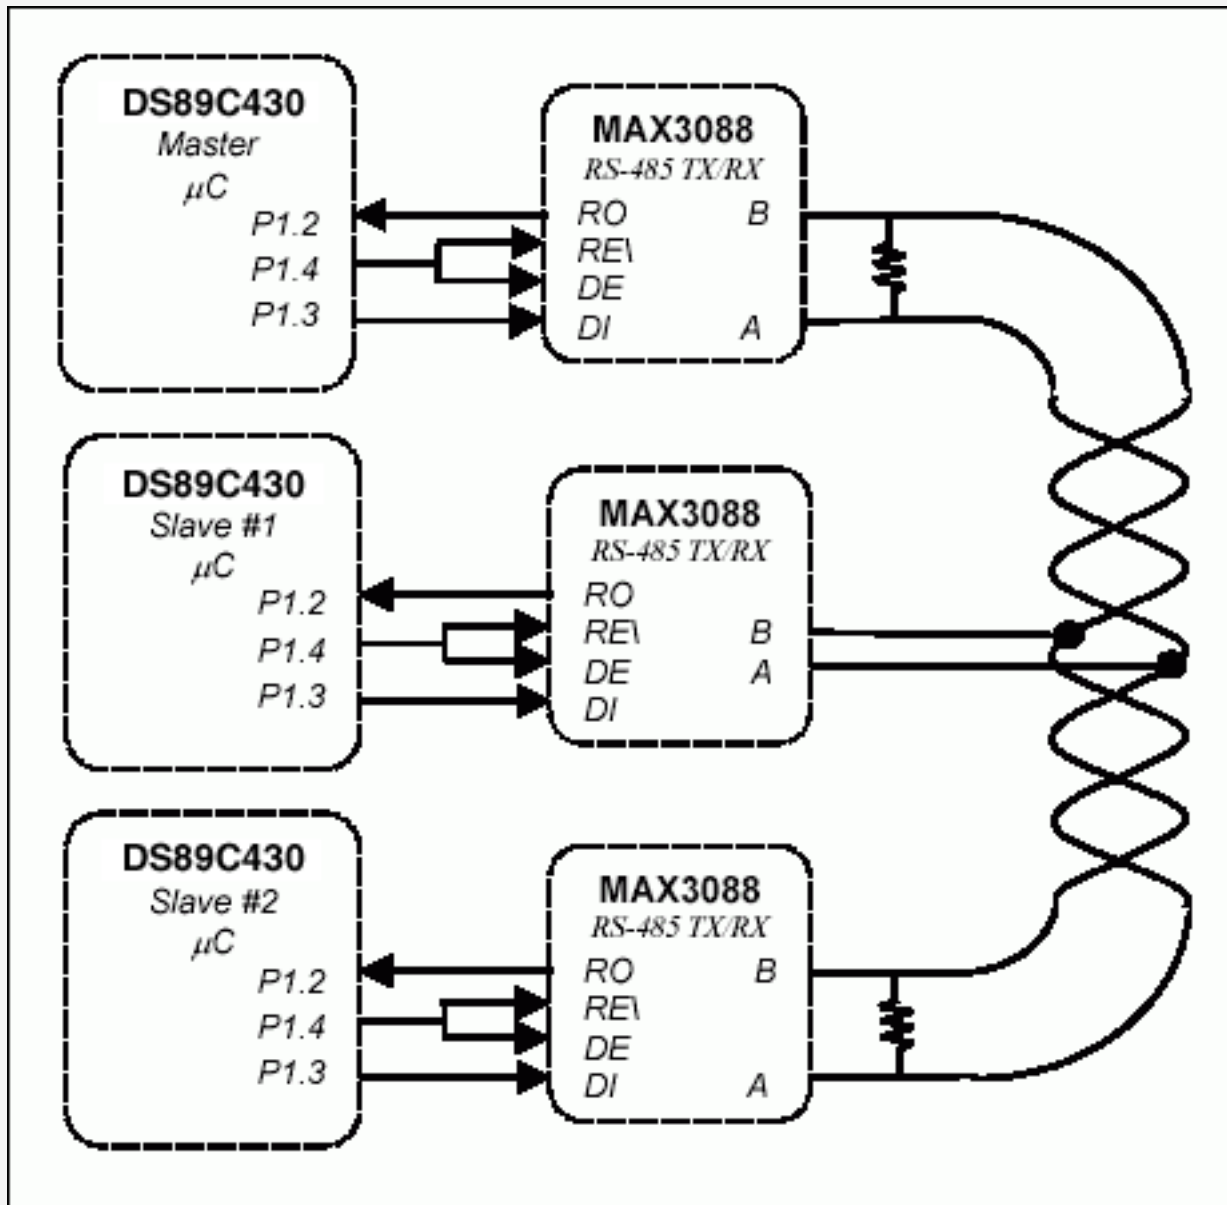 DS89C430
Master
μC
P1.2
P1.4
P1.3
MAX3088
RS-485 TX/RX
RO B
RE\
DE
DI A
DS89C430
Slave #1
μC
P1.2
P1.4
P1.3
MAX3088
RS-485 TX/RX
RO
RE\ B
DE A
DI
DS89C430
Slave #2
μC
P1.2
P1.4
P1.3
MAX3088
RS-485 TX/RX
RO B
RE\
DE
DI A